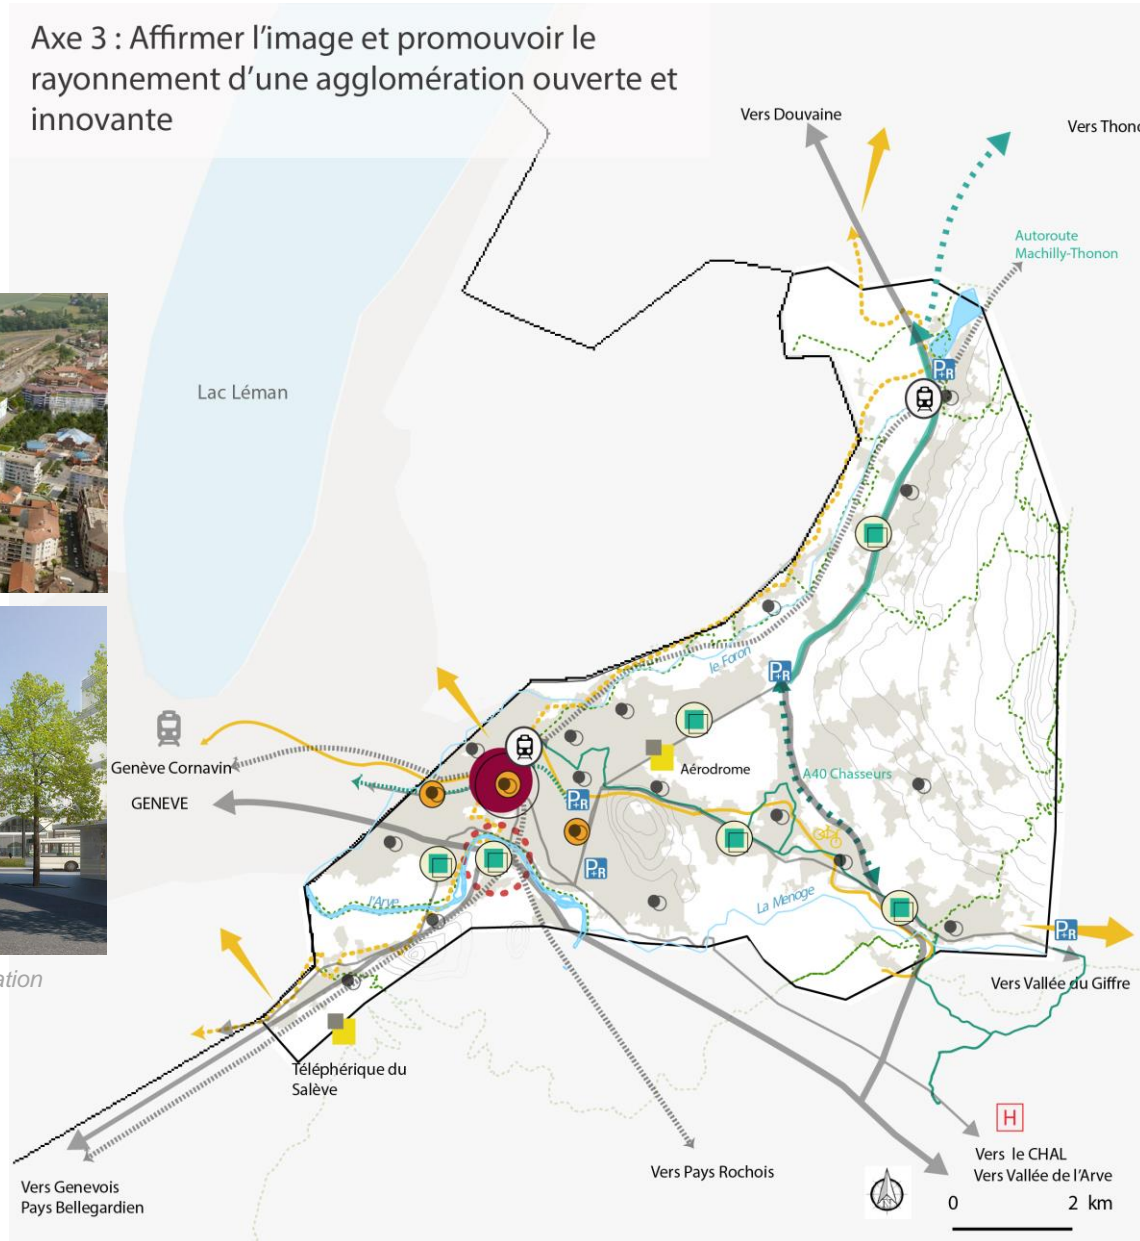 Axe 3 : Affirmer l'image et promouvoir le
rayonnement d'une agglomération ouverte et
innovante
Vers Douvaine
Autoroute
Machilly-Thonon
P+R
Lac Léman
le Foron
P+R
Genève Cornavin
Aérodrome
GENEVE
A40 Chasseurs
P+R
P+R
l'Arve
La Menoge
P+R
Vers Vallée du Giffre
Téléphérique du
Salève
H
Vers le CHAL
Vers Vallée de l'Arve
Vers Pays Rochois
Vers Genevois
Pays Bellegardien
0 2 km